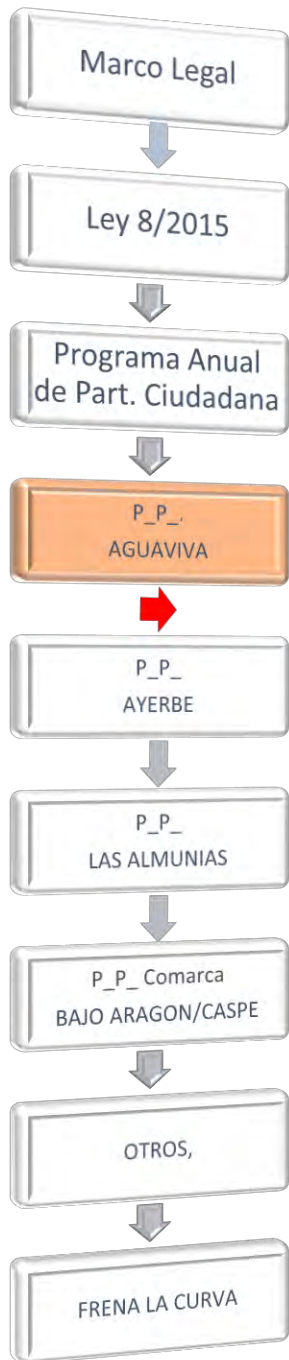 Marco Legal
Ley 8/2015
Programa Anual
de Part. Ciudadana
P_P_.
AGUAVIVA
P_P_
AYERBE
P_P_
LAS ALMUNIAS
P_P_ Comarca
BAJO ARAGON/CASPE
OTROS,
FRENA LA CURVA